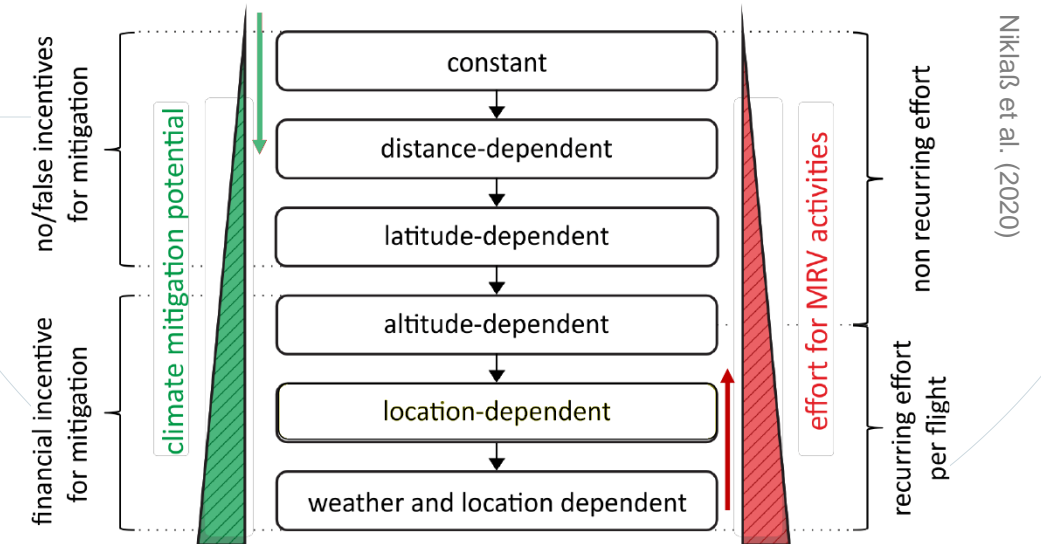 no/false incentives
for mitigation
financial incentive
for mitigation
climate mitigation potential
constant
distance-dependent
latitude-dependent
altitude-dependent
location-dependent
weather and location dependent
effort for MRV activities
non recurring effort
recurring effort
per flight
Niklaß et al. (2020)